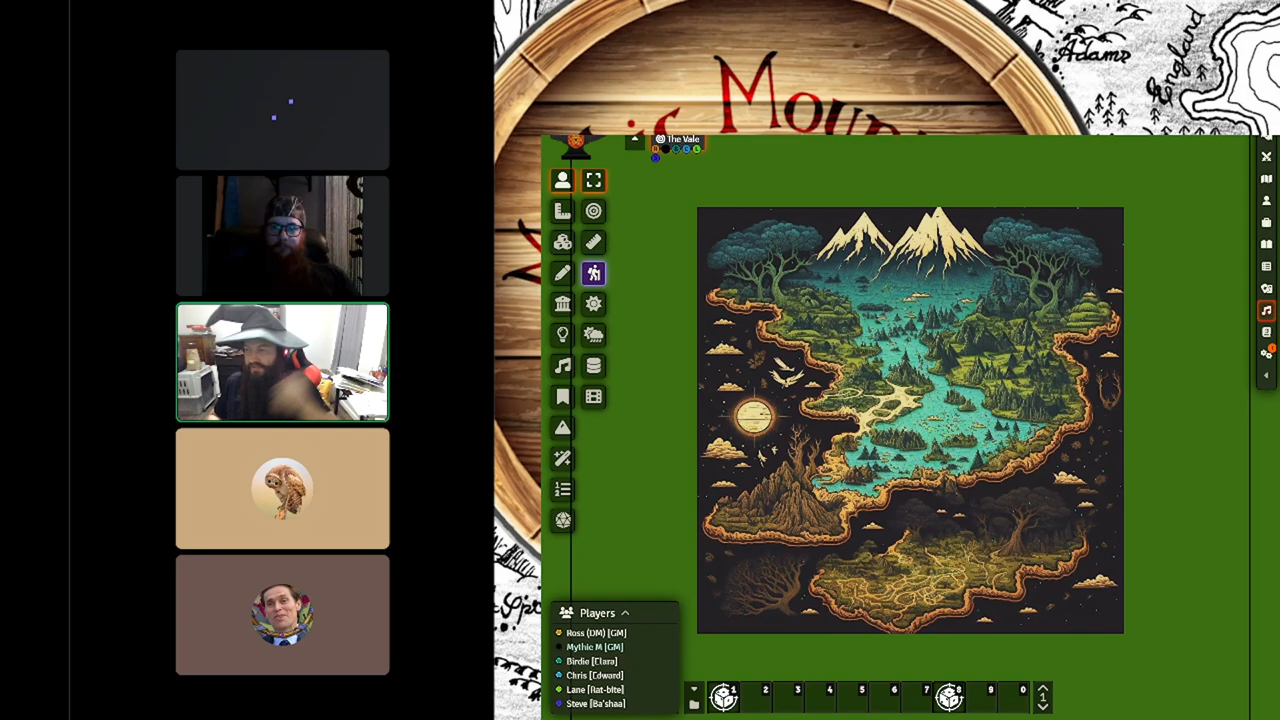 Mou
Adams
England
The Vale
Players
Ross (DM) [GM]
Mythic M [GM]
Birdie [Clara]
Chris [Edward]
Lane [Rat-bite]
Steve [Ba'shaa]
1 2 3 4 5 6 7 8 9 0
1